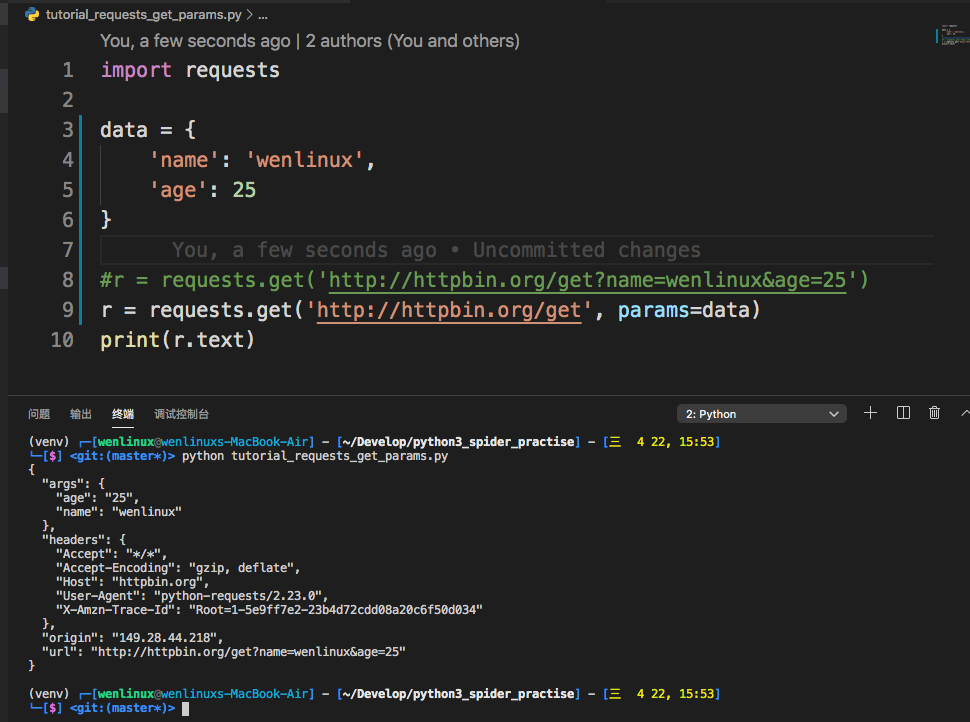 tutorial_requests_get_params.py > ...
You, a few seconds ago | 2 authors (You and others)
1 import requests
2
3 data = {
4     'name': 'wenlinux',
5     'age': 25
6 }
7 You, a few seconds ago • Uncommitted changes
8 #r = requests.get('http://httpbin.org/get?name=wenlinux&age=25')
9 r = requests.get('http://httpbin.org/get', params=data)
10 print(r.text)
问题 输出 终端 调试控制台 2: Python
(venv) ┌─[wenlinux@wenlinuxs-MacBook-Air] - [~/Develop/python3_spider_practise] - [三  4 22, 15:53]
└─[$] <git:(master*)> python tutorial_requests_get_params.py
{
  "args": {
    "age": "25",
    "name": "wenlinux"
  },
  "headers": {
    "Accept": "*/*",
    "Accept-Encoding": "gzip, deflate",
    "Host": "httpbin.org",
    "User-Agent": "python-requests/2.23.0",
    "X-Amzn-Trace-Id": "Root=1-5e9ff7e2-23b4d72cdd08a20c6f50d034"
  },
  "origin": "149.28.44.218",
  "url": "http://httpbin.org/get?name=wenlinux&age=25"
}
(venv) ┌─[wenlinux@wenlinuxs-MacBook-Air] - [~/Develop/python3_spider_practise] - [三  4 22, 15:53]
└─[$] <git:(master*)>